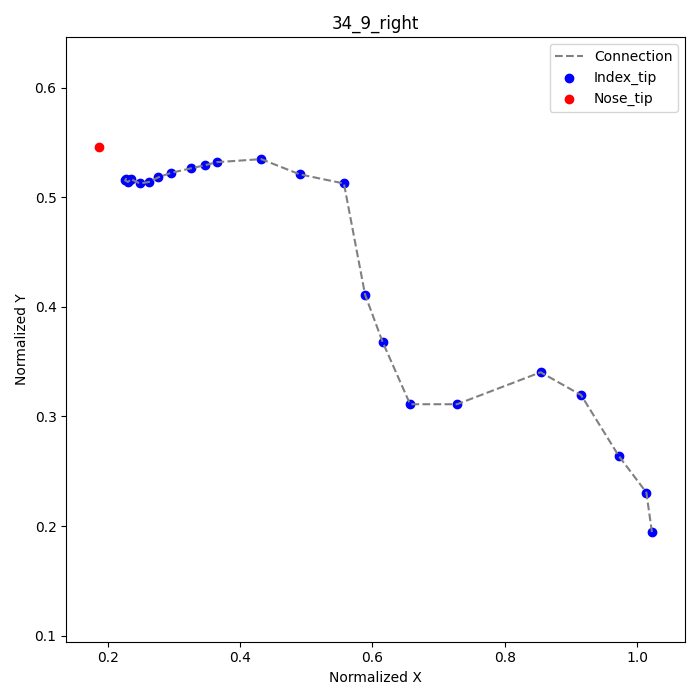 34_9_right
Connection
Index_tip
Nose_tip
Normalized Y
0.6
0.5
0.4
0.3
0.2
0.1
0.2
0.4
0.6
0.8
1.0
Normalized X